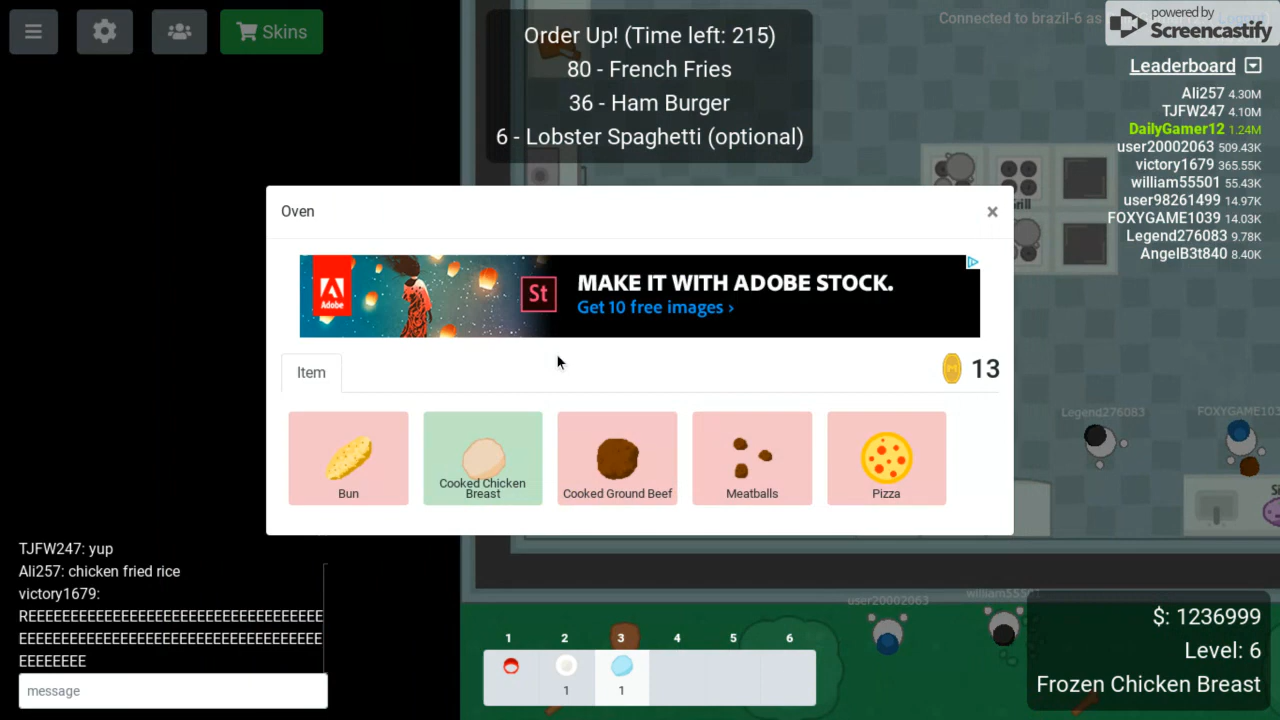 Skins
Order Up! (Time left: 215)
80 - French Fries
36 - Ham Burger
6 - Lobster Spaghetti (optional)
Connected to brazil-6 as
powered by
Screencastify
Leaderboard
Ali257 4.30M
TJFW247 4.10M
DailyGamer12 1.24M
user20002063 509.43K
victory1679 365.55K
william55501 55.43K
user98261499 14.97K
FOXYGAME1039 14.03K
Legend276083 9.78K
AngelB3t840 8.40K
Oven
×
Adobe
St
MAKE IT WITH ADOBE STOCK.
Get 10 free images ›
Item
13
Bun
Cooked Chicken
Breast
Cooked Ground Beef
Meatballs
Pizza
Legend276083
FOXYGAME103
TJFW247: yup
Ali257: chicken fried rice
victory1679:
REEEEEEEEEEEEEEEEEEEEEEEEEEEEEEEEEEE
EEEEEEEEEEEEEEEEEEEEEEEEEEEEEEEEEEEE
EEEEEEEE
message
user20002063
william55501
1 2 3 4 5 6
1 1
$: 1236999
Level: 6
Frozen Chicken Breast